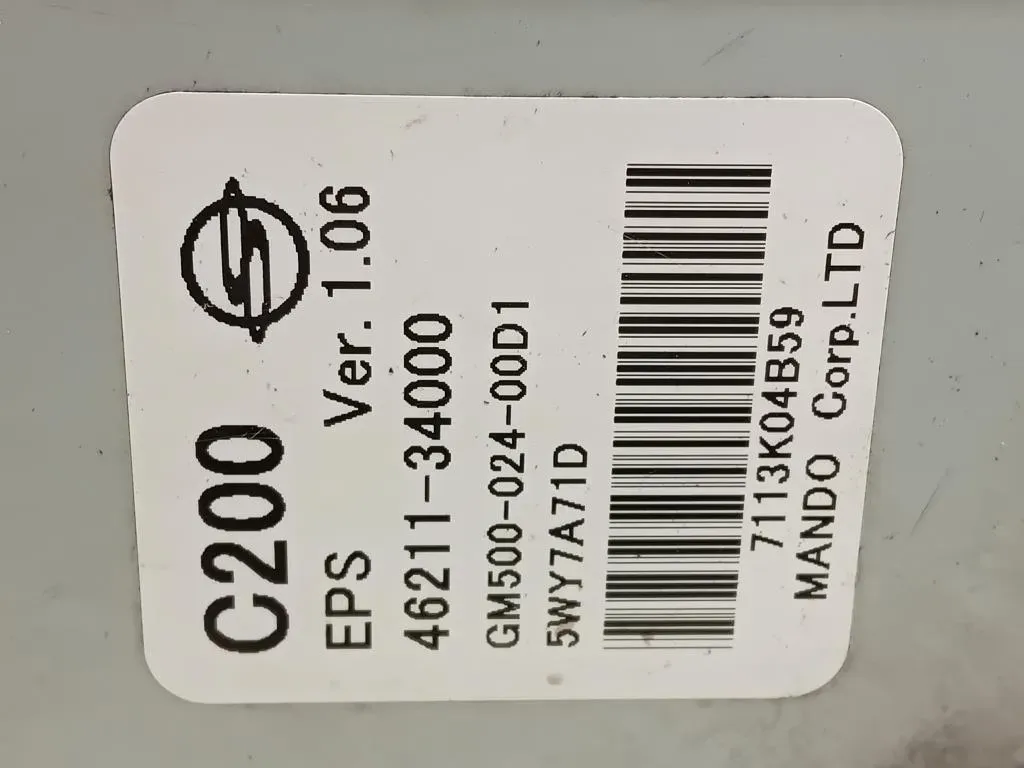 C200
EPS Ver. 1.06
46211-34000
GM500-024-00D1
5WY7A71D
7113K04B59
MANDO Corp.LTD